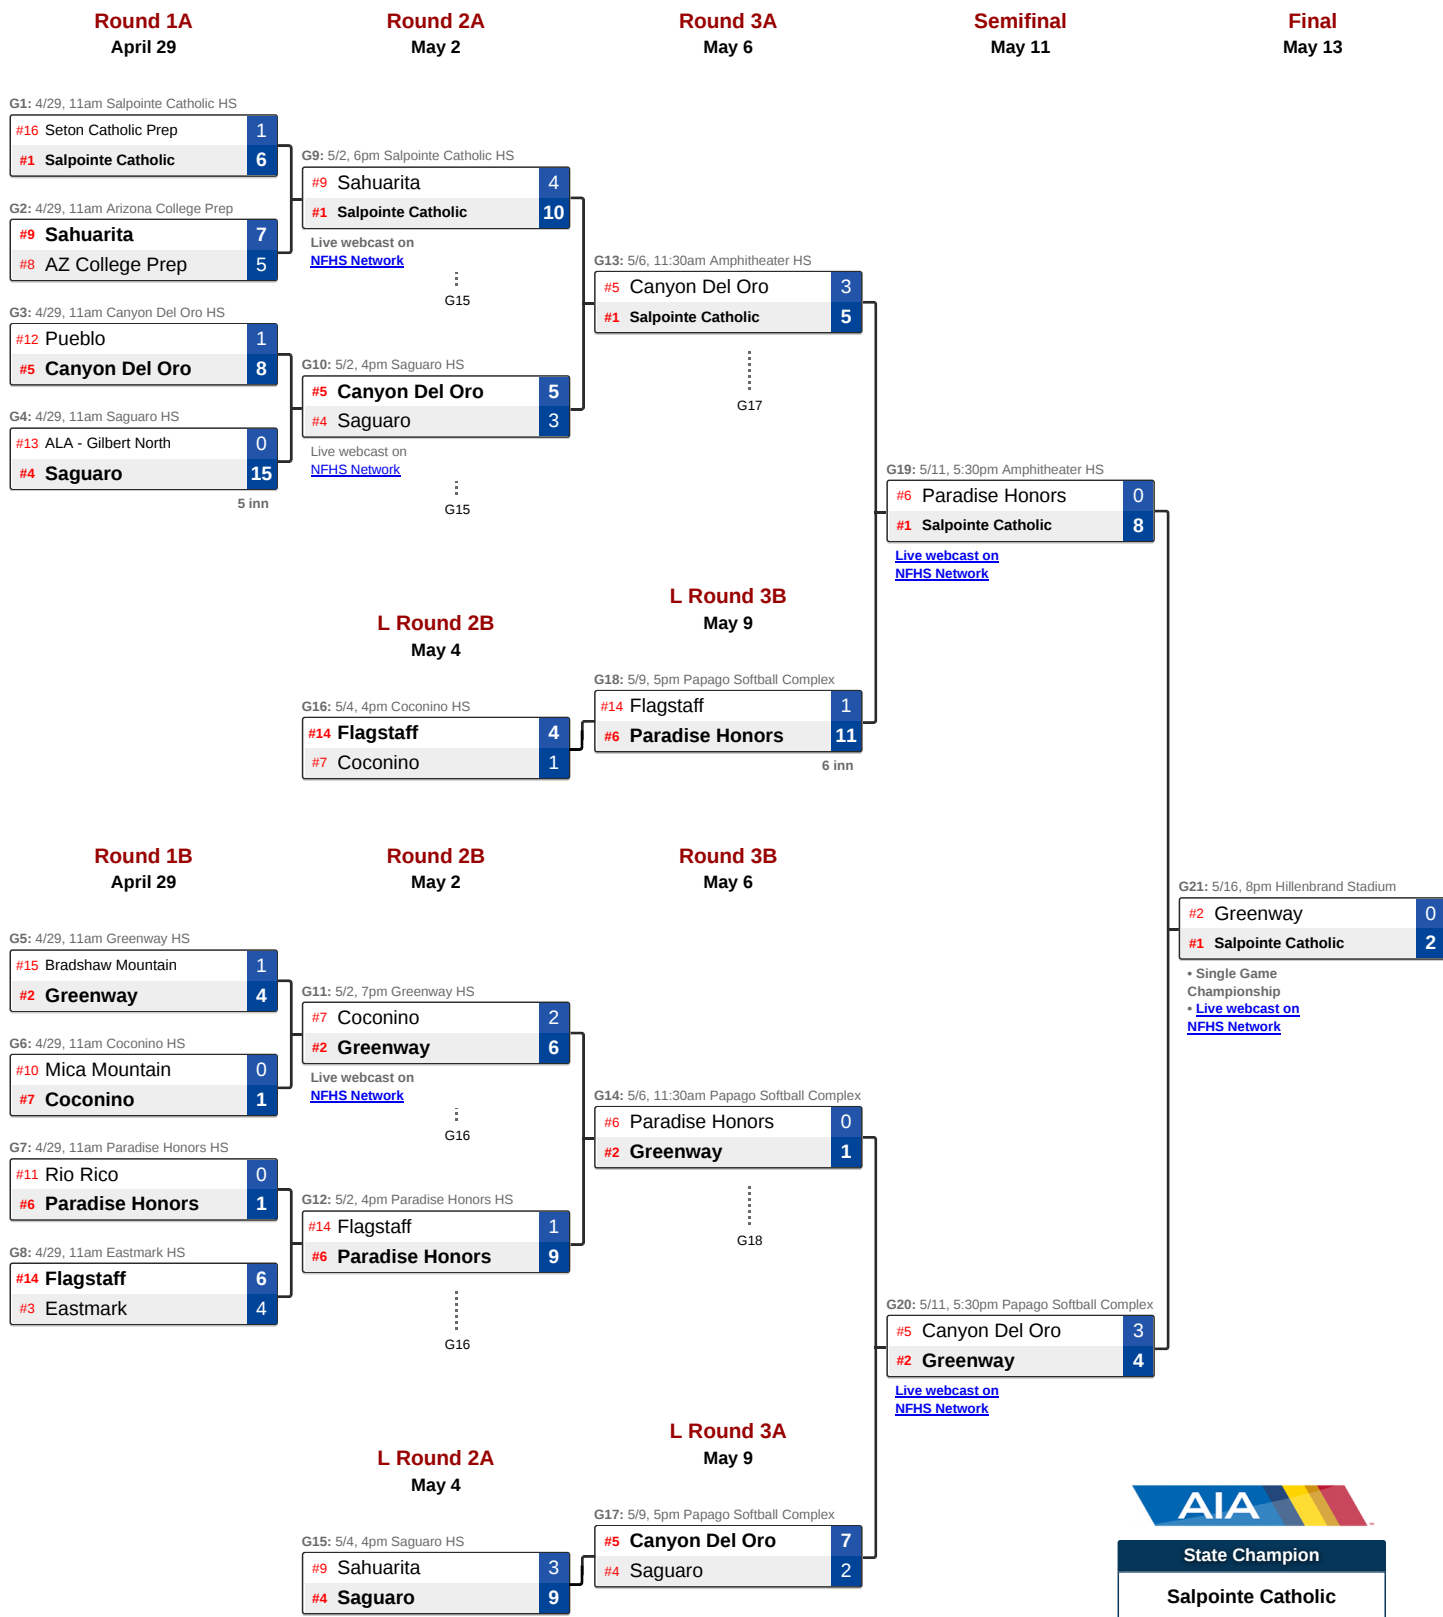 Round 1A
April 29
Round 2A
May 2
Round 3A
May 6
Semifinal
May 11
Final
May 13
G1: 4/29, 11am Salpointe Catholic HS
#16 Seton Catholic Prep 1
#1 Salpointe Catholic 6
G2: 4/29, 11am Arizona College Prep
#9 Sahuarita 7
#8 AZ College Prep 5
G3: 4/29, 11am Canyon Del Oro HS
#12 Pueblo 1
#5 Canyon Del Oro 8
G4: 4/29, 11am Saguaro HS
#13 ALA - Gilbert North 0
#4 Saguaro 15
5 inn
G9: 5/2, 6pm Salpointe Catholic HS
#9 Sahuarita 4
#1 Salpointe Catholic 10
Live webcast on
NFHS Network
G15
G10: 5/2, 4pm Saguaro HS
#5 Canyon Del Oro 5
#4 Saguaro 3
Live webcast on
NFHS Network
G15
G13: 5/6, 11:30am Amphitheater HS
#5 Canyon Del Oro 3
#1 Salpointe Catholic 5
G17
G19: 5/11, 5:30pm Amphitheater HS
#6 Paradise Honors 0
#1 Salpointe Catholic 8
Live webcast on
NFHS Network
L Round 2B
May 4
L Round 3B
May 9
G16: 5/4, 4pm Coconino HS
#14 Flagstaff 4
#7 Coconino 1
G18: 5/9, 5pm Papago Softball Complex
#14 Flagstaff 1
#6 Paradise Honors 11
6 inn
Round 1B
April 29
Round 2B
May 2
Round 3B
May 6
G21: 5/16, 8pm Hillenbrand Stadium
#2 Greenway 0
#1 Salpointe Catholic 2
• Single Game
Championship
• Live webcast on
NFHS Network
G5: 4/29, 11am Greenway HS
#15 Bradshaw Mountain 1
#2 Greenway 4
G6: 4/29, 11am Coconino HS
#10 Mica Mountain 0
#7 Coconino 1
G7: 4/29, 11am Paradise Honors HS
#11 Rio Rico 0
#6 Paradise Honors 1
G8: 4/29, 11am Eastmark HS
#14 Flagstaff 6
#3 Eastmark 4
G11: 5/2, 7pm Greenway HS
#7 Coconino 2
#2 Greenway 6
Live webcast on
NFHS Network
G16
G12: 5/2, 4pm Paradise Honors HS
#14 Flagstaff 1
#6 Paradise Honors 9
G16
G14: 5/6, 11:30am Papago Softball Complex
#6 Paradise Honors 0
#2 Greenway 1
G18
G20: 5/11, 5:30pm Papago Softball Complex
#5 Canyon Del Oro 3
#2 Greenway 4
Live webcast on
NFHS Network
L Round 2A
May 4
L Round 3A
May 9
G15: 5/4, 4pm Saguaro HS
#9 Sahuarita 3
#4 Saguaro 9
G17: 5/9, 5pm Papago Softball Complex
#5 Canyon Del Oro 7
#4 Saguaro 2
AIA
State Champion
Salpointe Catholic